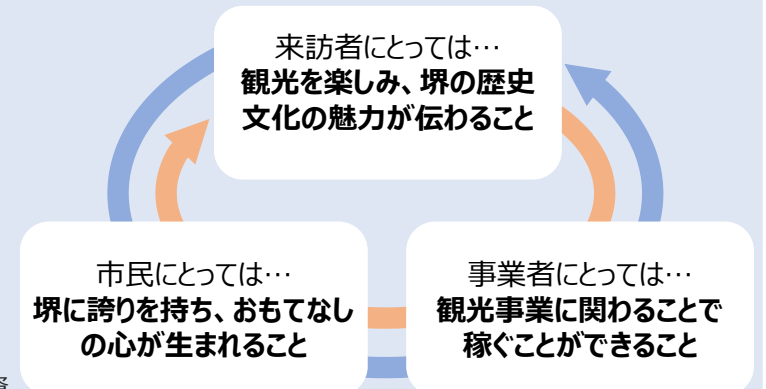 来訪者にとっては…
観光を楽しみ、堺の歴史
文化の魅力が伝わること
市民にとっては…
堺に誇りを持ち、おもてなし
の心が生まれること
事業者にとっては…
観光事業に関わることで
稼ぐことができること